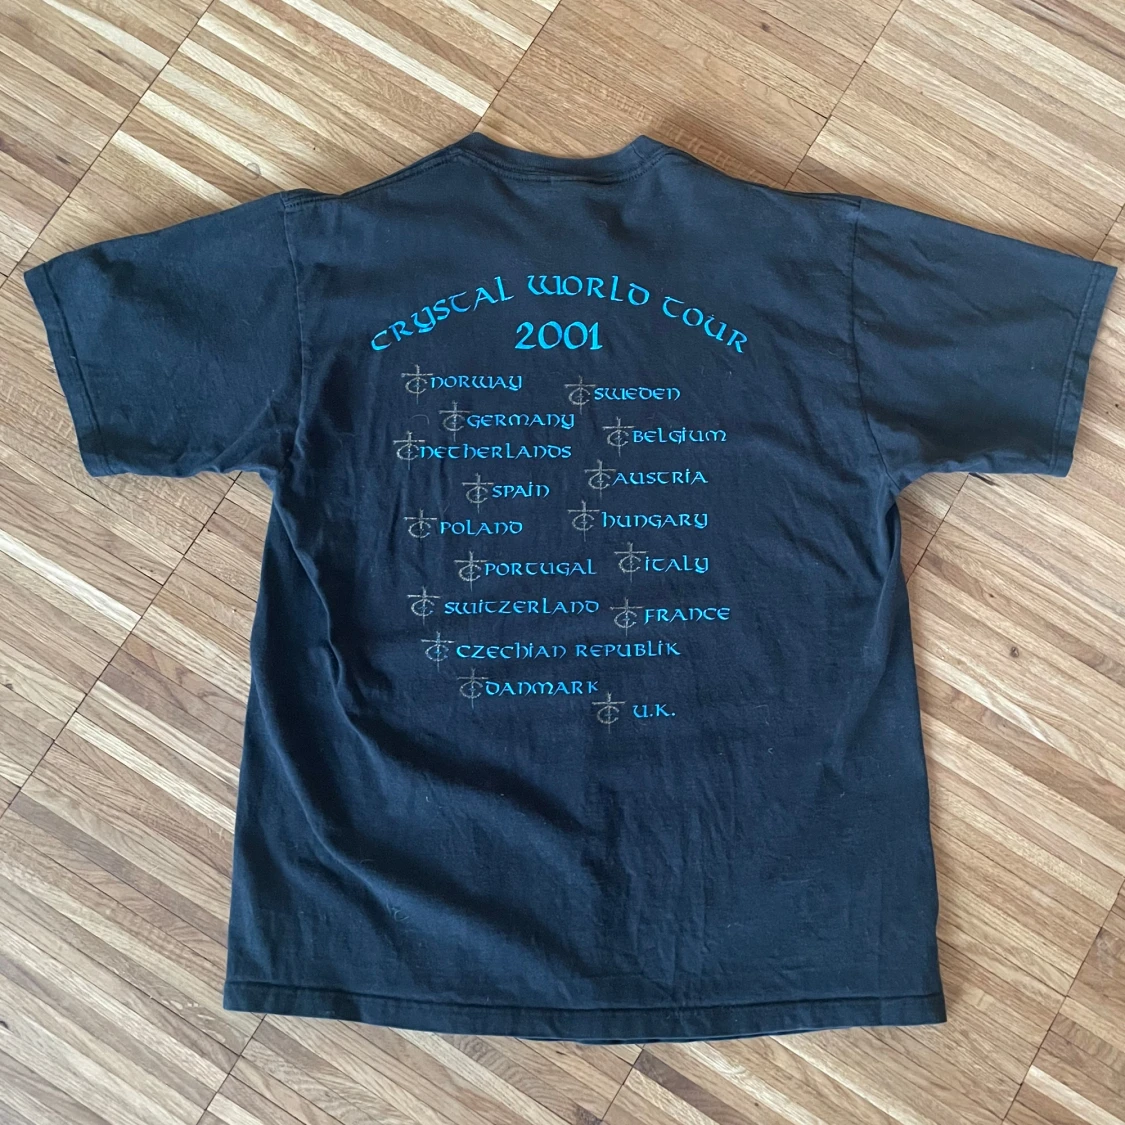 CRYSTAL WORLD TOUR
2001
NORWAY
SWEDEN
GERMANY
BELGIUM
NETHERLANDS
AUSTRIA
SPAIN
HUNGARY
POLAND
ITALY
PORTUGAL
SWITZERLAND
FRANCE
CZECHIAN REPUBLIK
DANMARK
U.K.